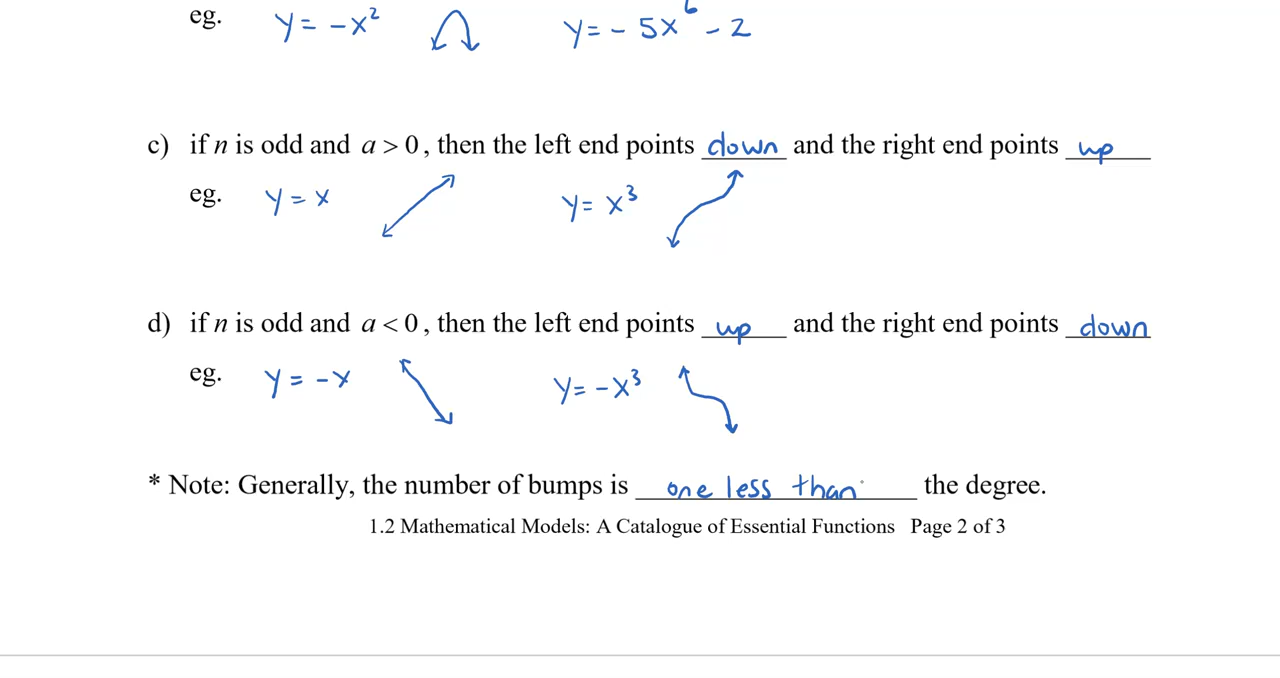 eg. y = -x² y = - 5x⁶ - 2
c) if n is odd and a > 0, then the left end points down and the right end points up
eg. y = x y = x³
d) if n is odd and a < 0, then the left end points up and the right end points down
eg. y = -x y = -x³
* Note: Generally, the number of bumps is one less than the degree.
1.2 Mathematical Models: A Catalogue of Essential Functions Page 2 of 3